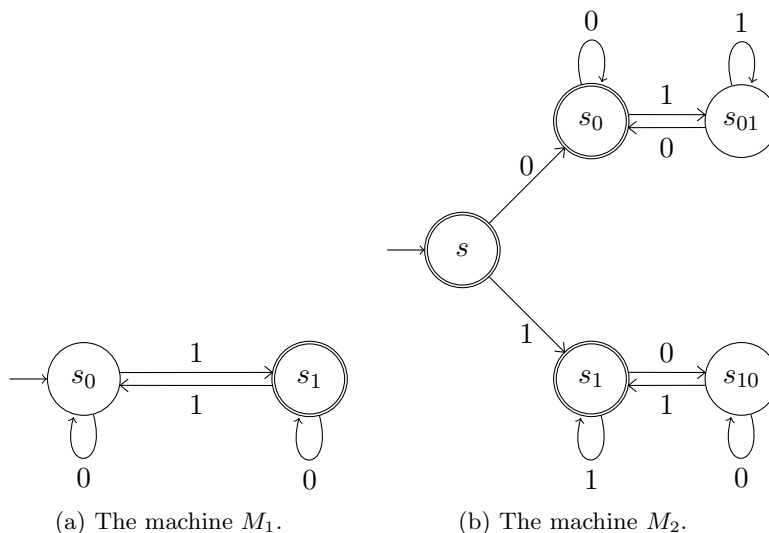 0
1
s₀
1
s₀₁
0
0
s
1
1
s₀
1
s₁
0
0
s₁
0
s₁₀
1
1
0
(a) The machine M₁.
(b) The machine M₂.